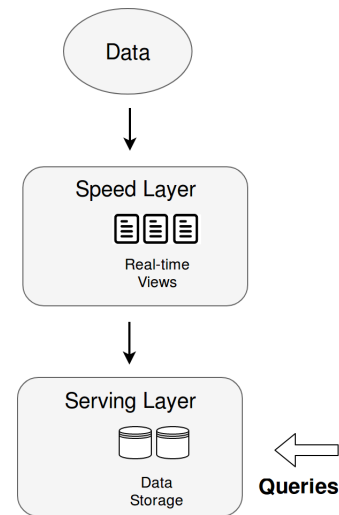 Data
Speed Layer
Real-time
Views
Serving Layer
Data
Storage
Queries